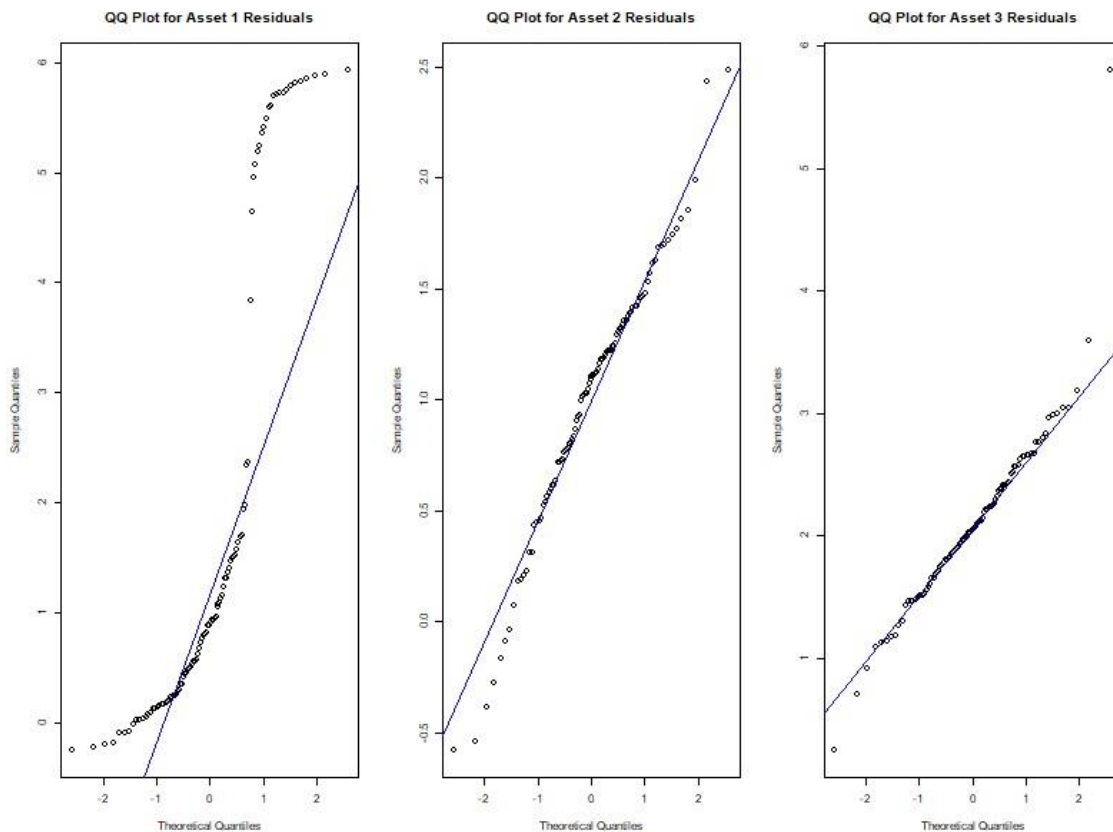 QQ Plot for Asset 1 Residuals
Sample Quantiles
6
5
4
3
2
1
0
-2 -1 0 1 2
Theoretical Quantiles
QQ Plot for Asset 2 Residuals
Sample Quantiles
2.5
2.0
1.5
1.0
0.5
0.0
-0.5
-2 -1 0 1 2
Theoretical Quantiles
QQ Plot for Asset 3 Residuals
Sample Quantiles
6
5
4
3
2
1
-2 -1 0 1 2
Theoretical Quantiles